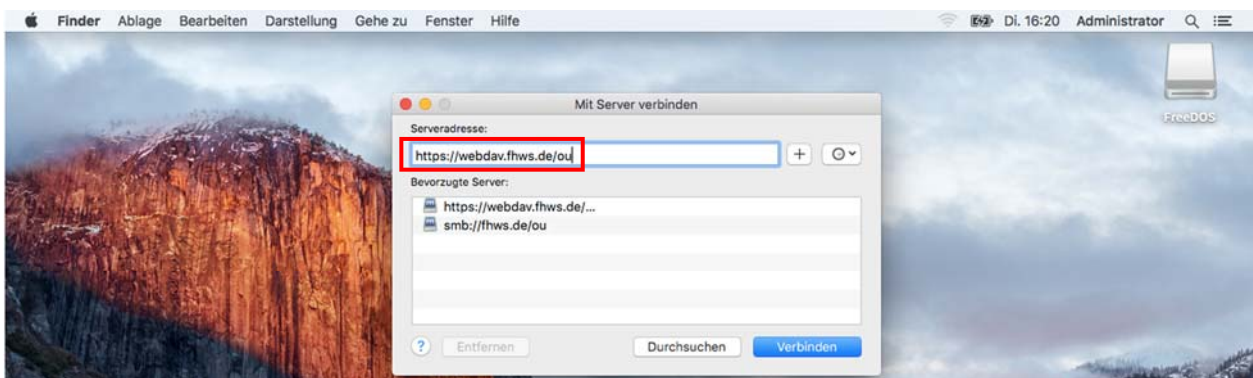 Finder Ablage Bearbeiten Darstellung Gehe zu Fenster Hilfe Di. 16:20 Administrator
FreeDOS
Mit Server verbinden
Serveradresse:
https://webdav.fhws.de/ou
Bevorzugte Server:
https://webdav.fhws.de/...
smb://fhws.de/ou
? Entfernen Durchsuchen Verbinden